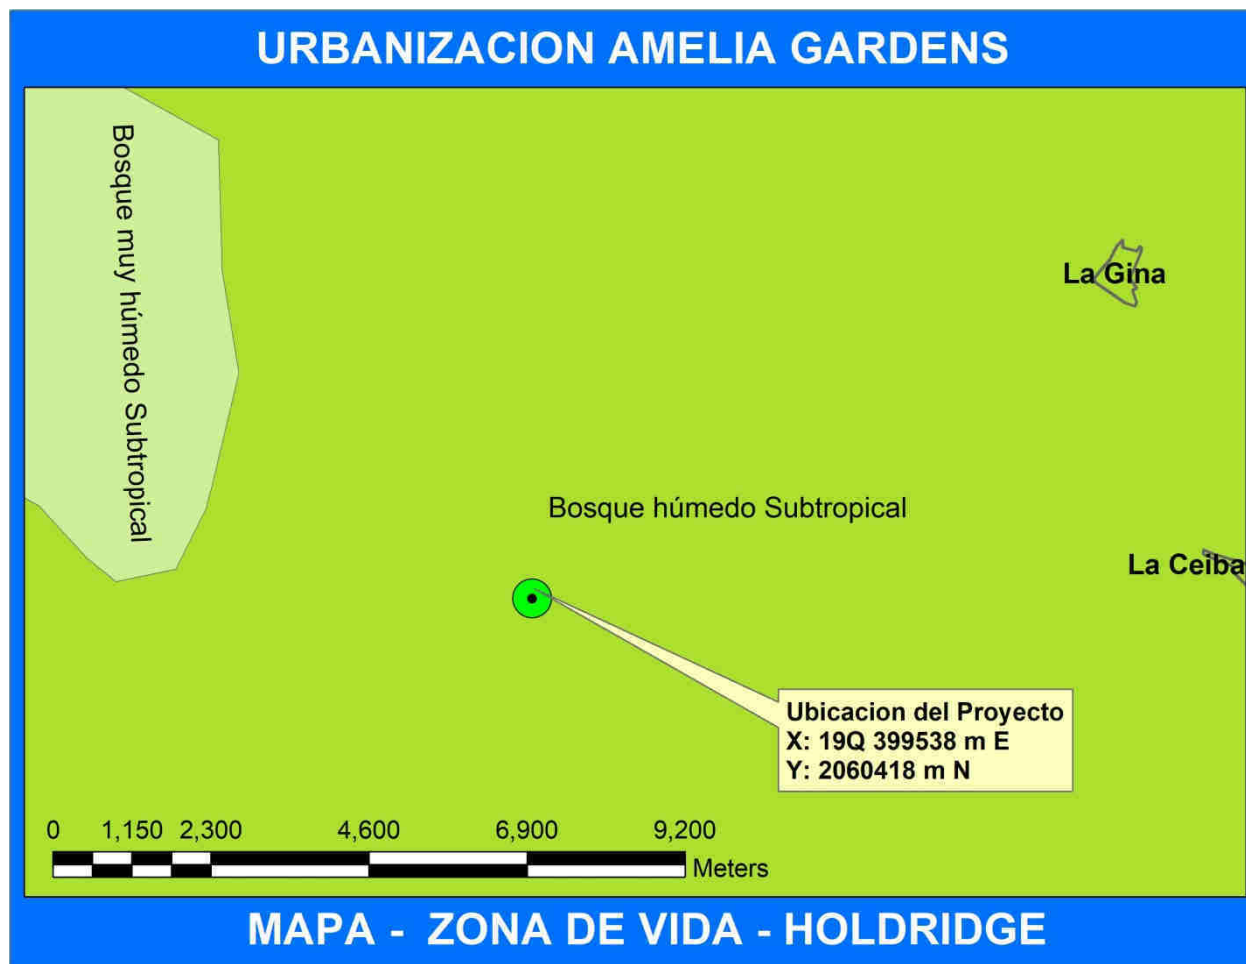 URBANIZACION AMELIA GARDENS
Bosque muy húmedo Subtropical
La Gina
Bosque húmedo Subtropical
La Ceiba
Ubicacion del Proyecto
X: 19Q 399538 m E
Y: 2060418 m N
0 1,150 2,300 4,600 6,900 9,200
Meters
MAPA - ZONA DE VIDA - HOLDRIDGE